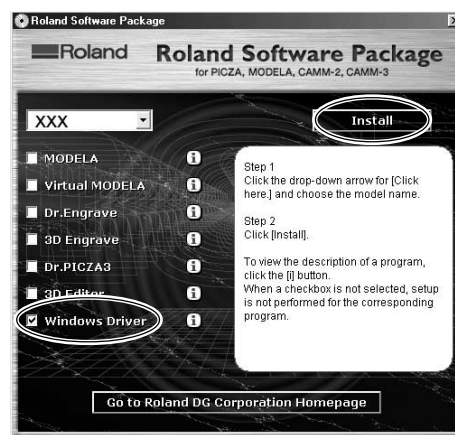 Roland Software Package
Roland
Roland Software Package
for PICZA, MODELA, CAMM-2, CAMM-3
XXX
Install
MODELA
Virtual MODELA
Dr.Engrave
3D Engrave
Dr.PICZA3
3D Editor
Windows Driver
Step 1
Click the drop-down arrow for [Click
here.] and choose the model name.
Step 2
Click [Install].
To view the description of a program,
click the [i] button.
When a checkbox is not selected, setup
is not performed for the corresponding
program.
Go to Roland DG Corporation Homepage